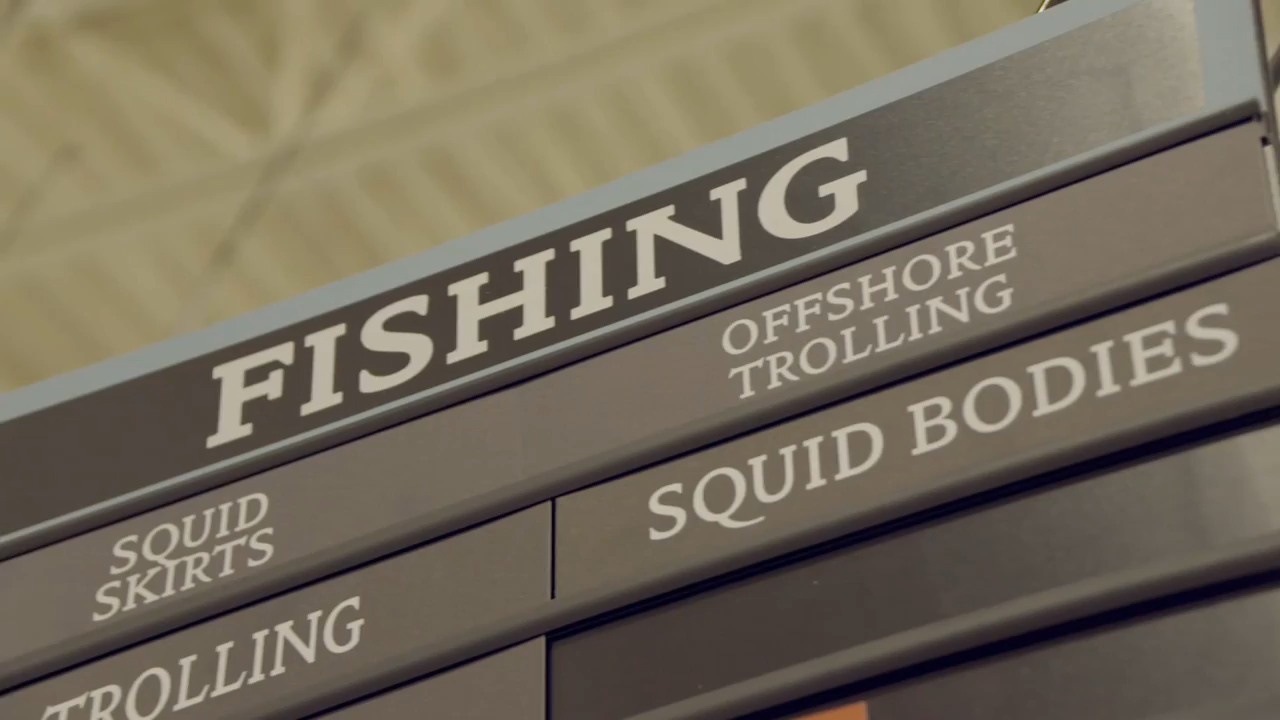 FISHING
OFFSHORE
TROLLING
SQUID
SKIRTS
SQUID BODIES
TROLLING